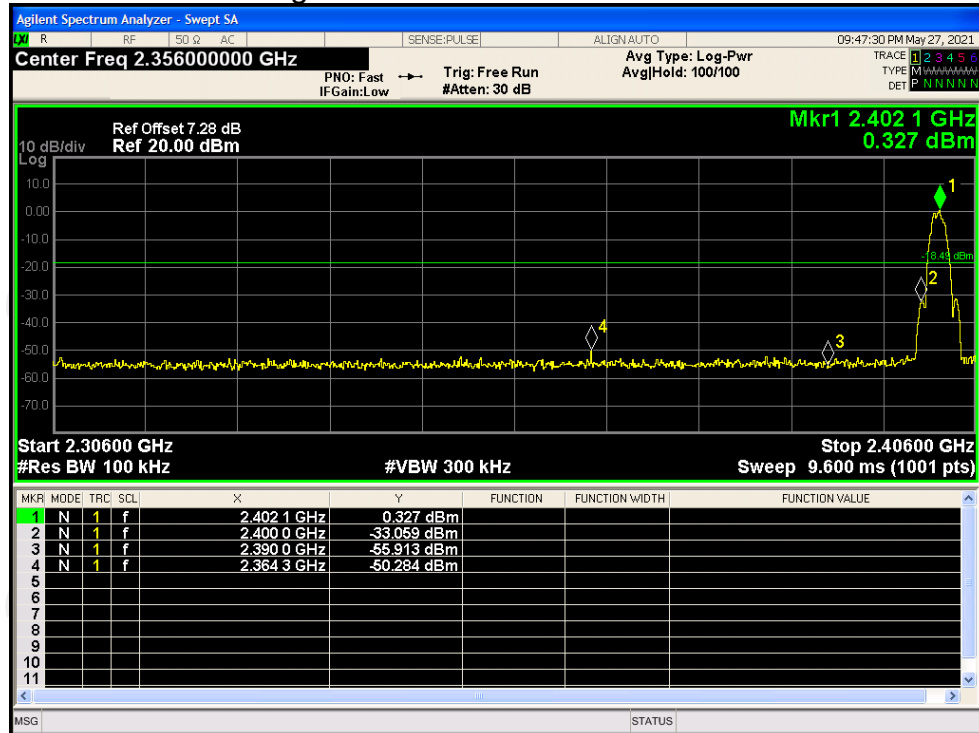 Agilent Spectrum Analyzer - Swept SA
LXI R RF 50 Ω AC SENSE:PULSE ALIGN AUTO 09:47:30 PM May 27, 2021
Center Freq 2.356000000 GHz
PNO: Fast
IFGain:Low
Trig: Free Run
#Atten: 30 dB
Avg Type: Log-Pwr
Avg|Hold: 100/100
TRACE 1 2 3 4 5 6
TYPE M
DET P N N N N N
Mkr1 2.402 1 GHz
0.327 dBm
Ref Offset 7.28 dB
10 dB/div Ref 20.00 dBm
Log
10.0
0.00
-10.0
-20.0
-30.0
-40.0
-50.0
-60.0
-70.0
1
-18.49 dBm
2
4
3
Start 2.30600 GHz Stop 2.40600 GHz
#Res BW 100 kHz #VBW 300 kHz Sweep 9.600 ms (1001 pts)
MKR MODE TRC SCL X Y FUNCTION FUNCTION WIDTH FUNCTION VALUE
1 N 1 f 2.402 1 GHz 0.327 dBm
2 N 1 f 2.400 0 GHz -33.059 dBm
3 N 1 f 2.390 0 GHz -55.913 dBm
4 N 1 f 2.364 3 GHz -50.284 dBm
5
6
7
8
9
10
11
MSG STATUS